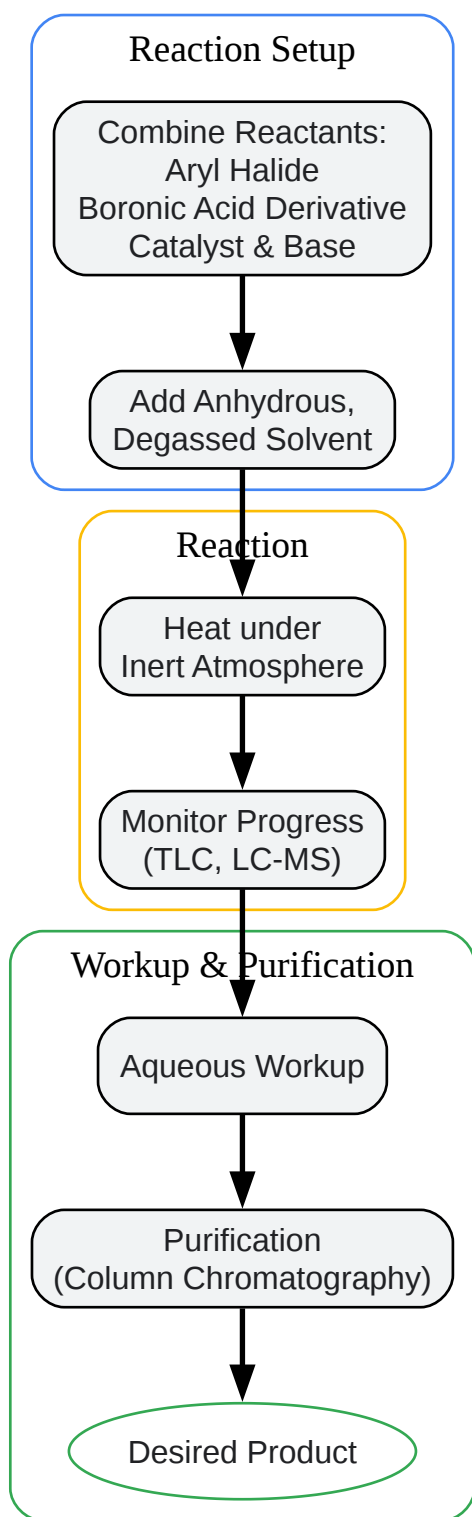 Reaction Setup
Combine Reactants:
Aryl Halide
Boronic Acid Derivative
Catalyst & Base
Add Anhydrous,
Degassed Solvent
Reaction
Heat under
Inert Atmosphere
Monitor Progress
(TLC, LC-MS)
Workup & Purification
Aqueous Workup
Purification
(Column Chromatography)
Desired Product